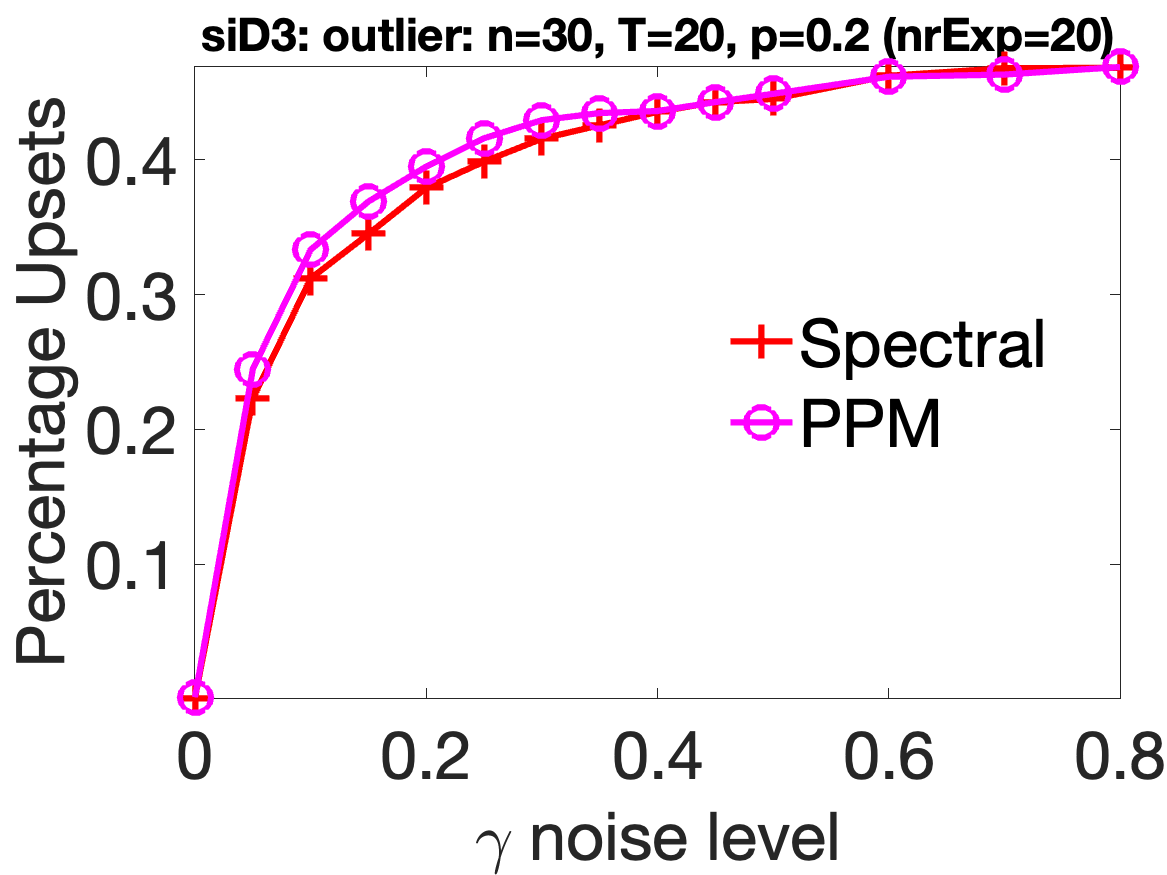 siD3: outlier: n=30, T=20, p=0.2 (nrExp=20)
Percentage Upsets
0.4
0.3
0.2
0.1
Spectral
PPM
0 0.2 0.4 0.6 0.8
γ noise level